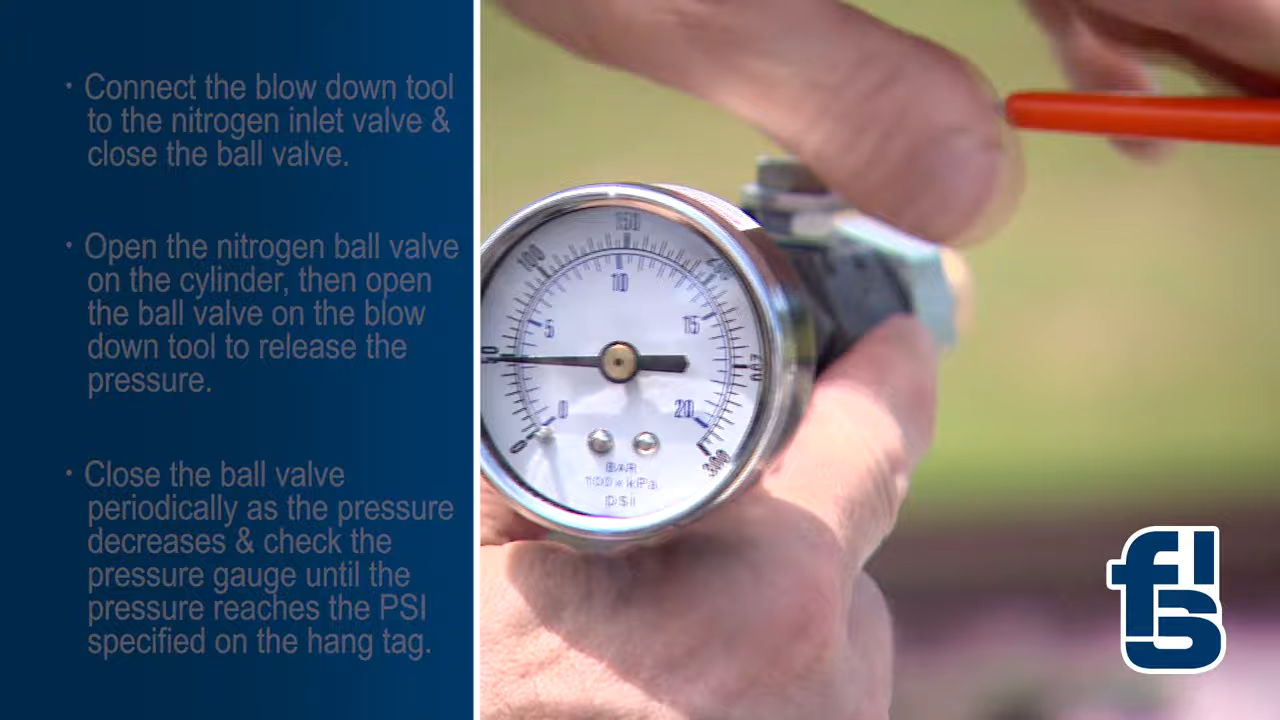 · Connect the blow down tool
to the nitrogen inlet valve &
close the ball valve.
· Open the nitrogen ball valve
on the cylinder, then open
the ball valve on the blow
down tool to release the
pressure.
· Close the ball valve
periodically as the pressure
decreases & check the
pressure gauge until the
pressure reaches the PSI
specified on the hang tag.
150
100
10
5
15
0
20
0
300
BAR
100×kPa
psi